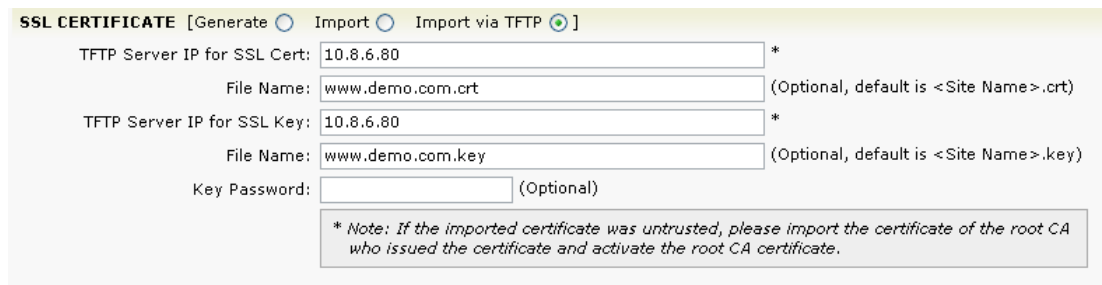 SSL CERTIFICATE [Generate Import Import via TFTP ]
TFTP Server IP for SSL Cert: 10.8.6.80 *
File Name: www.demo.com.crt (Optional, default is <Site Name>.crt)
TFTP Server IP for SSL Key: 10.8.6.80 *
File Name: www.demo.com.key (Optional, default is <Site Name>.key)
Key Password: (Optional)
* Note: If the imported certificate was untrusted, please import the certificate of the root CA
who issued the certificate and activate the root CA certificate.